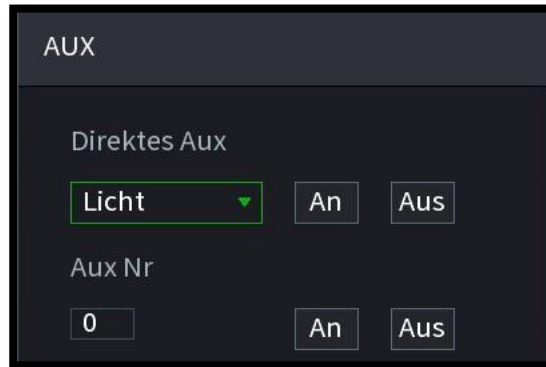 AUX
Direktes Aux
Licht An Aus
Aux Nr
0 An Aus